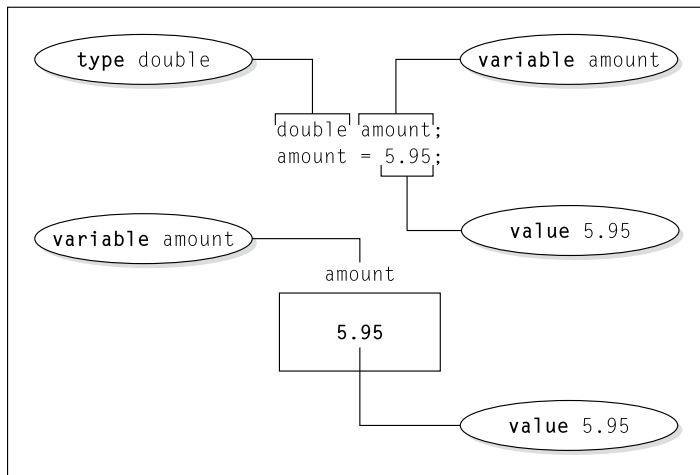 type double
variable amount
double amount;
amount = 5.95;
value 5.95
variable amount
amount
5.95
value 5.95